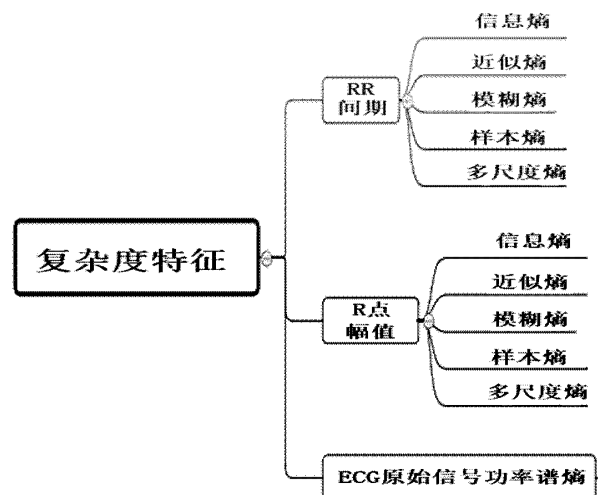 信息熵
近似熵
RR
间期
模糊熵
样本熵
多尺度熵
复杂度特征
信息熵
近似熵
R点
幅值
模糊熵
样本熵
多尺度熵
ECG原始信号功率谱熵